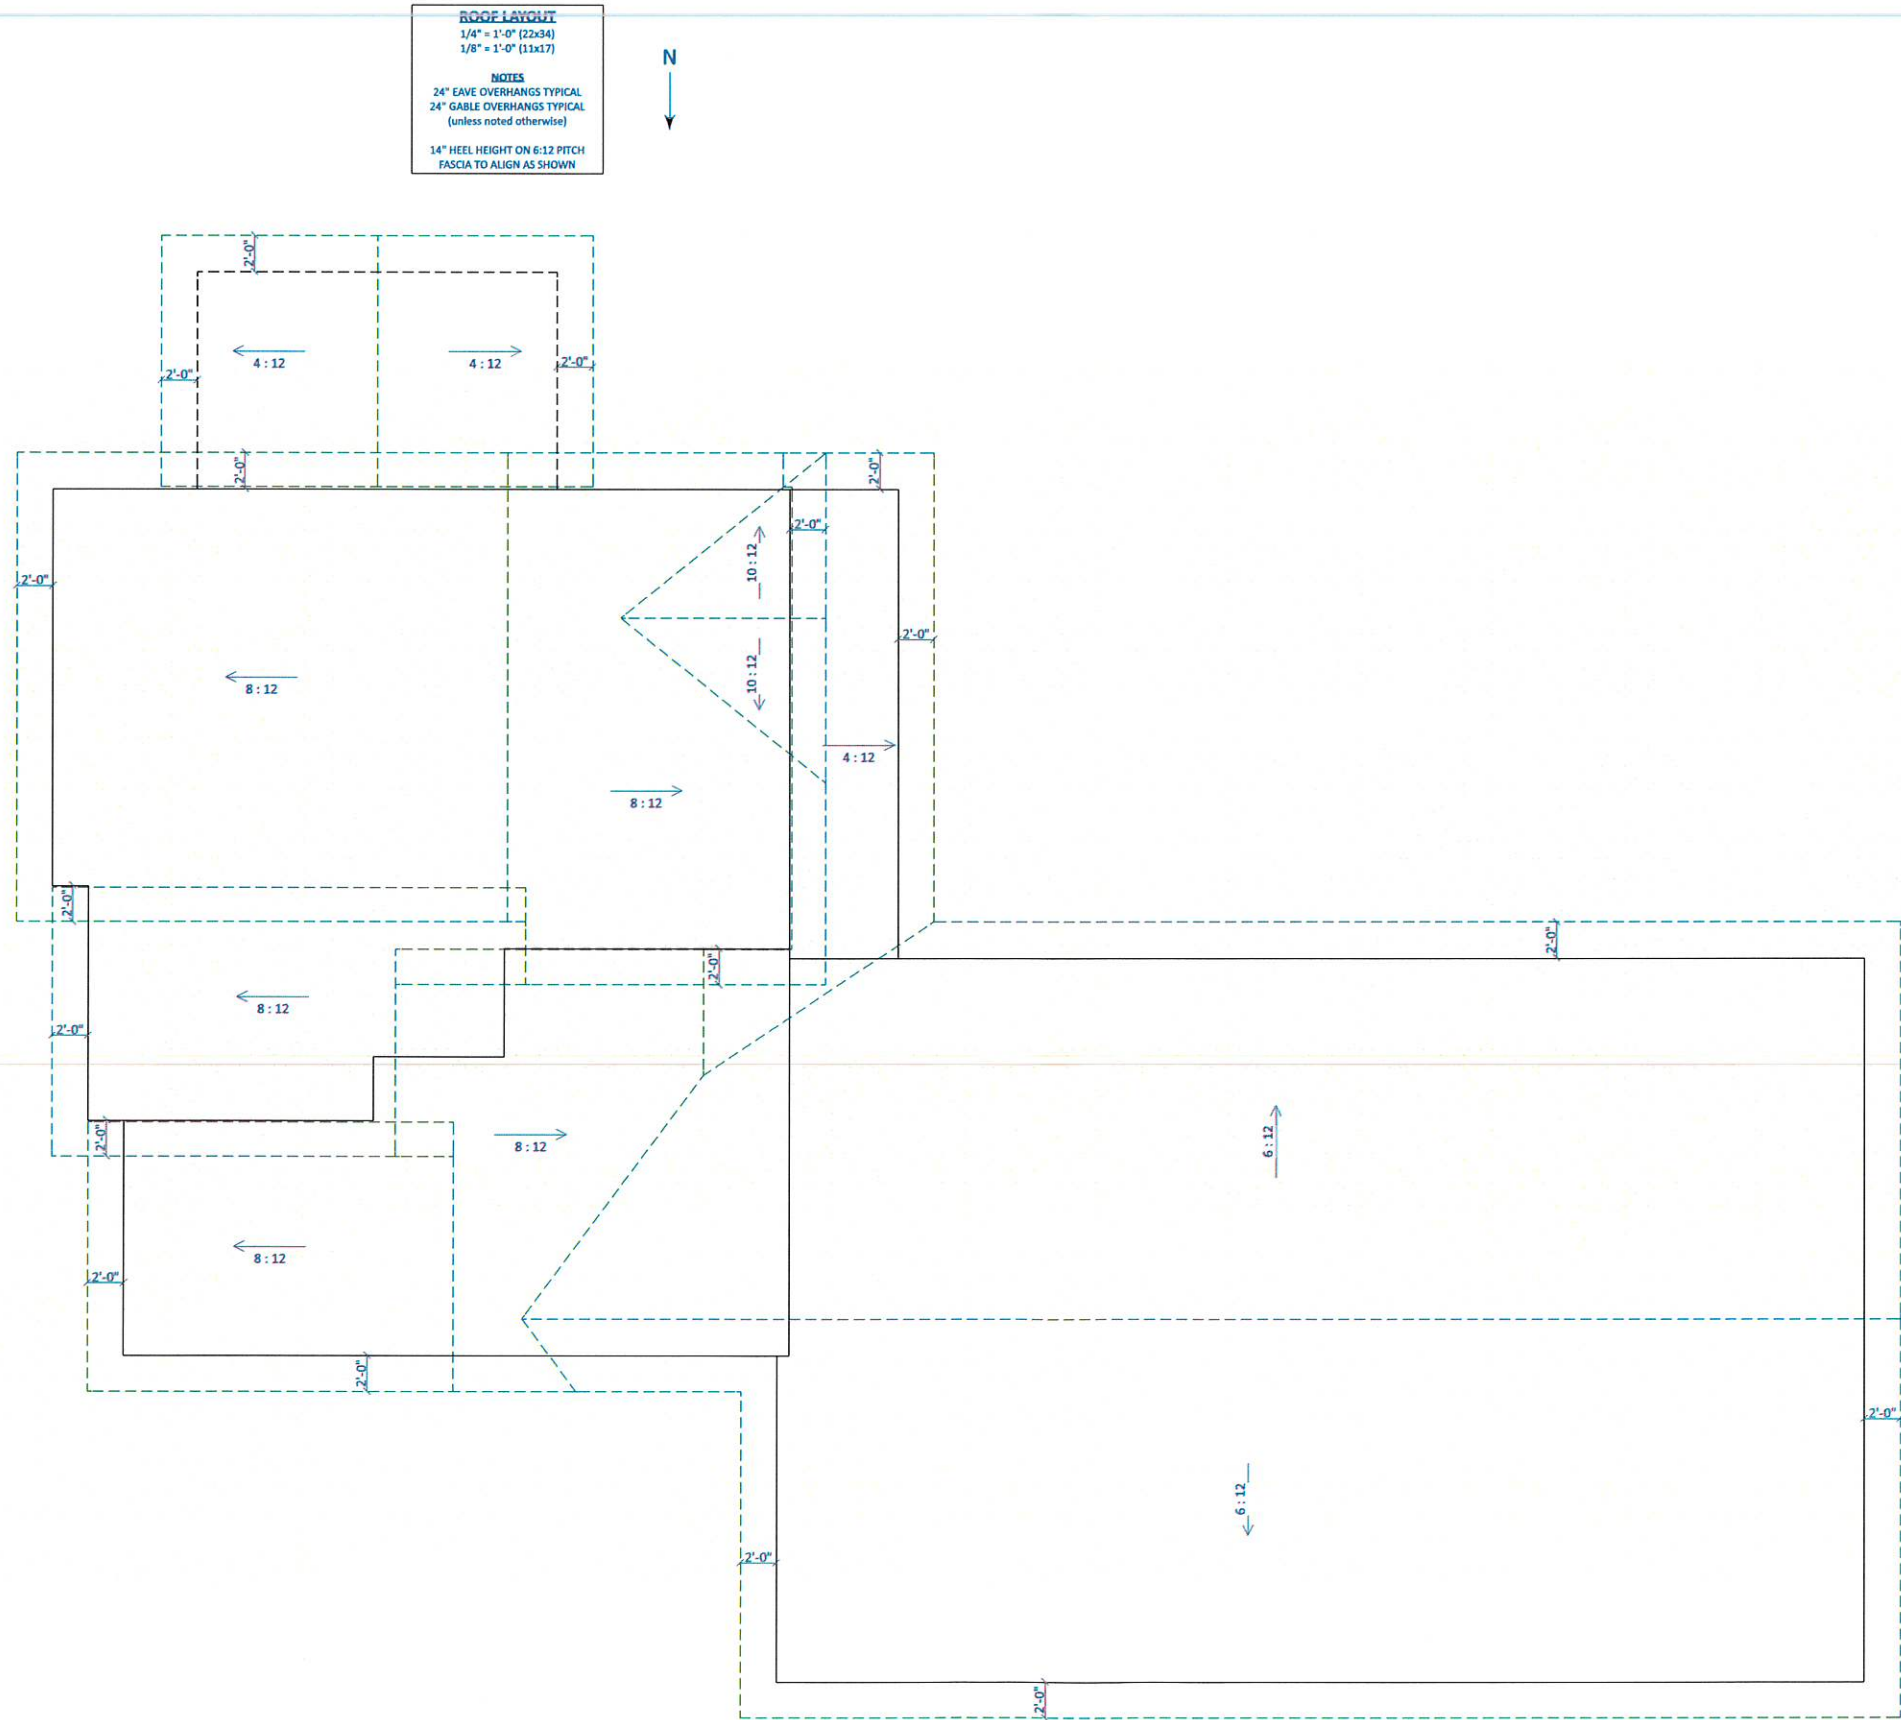 ROOF LAYOUT
1/4" = 1'-0" (22x34)
1/8" = 1'-0" (11x17)
NOTES
24" EAVE OVERHANGS TYPICAL
24" GABLE OVERHANGS TYPICAL
(unless noted otherwise)
14" HEEL HEIGHT ON 6:12 PITCH
FASCIA TO ALIGN AS SHOWN
N
2'-0"
4 : 12
4 : 12
2'-0"
2'-0"
2'-0"
2'-0"
2'-0"
10 : 12
2'-0"
2'-0"
10 : 12
8 : 12
4 : 12
8 : 12
2'-0"
2'-0"
2'-0"
8 : 12
2'-0"
2'-0"
8 : 12
6 : 12
8 : 12
2'-0"
2'-0"
2'-0"
6 : 12
2'-0"
2'-0"